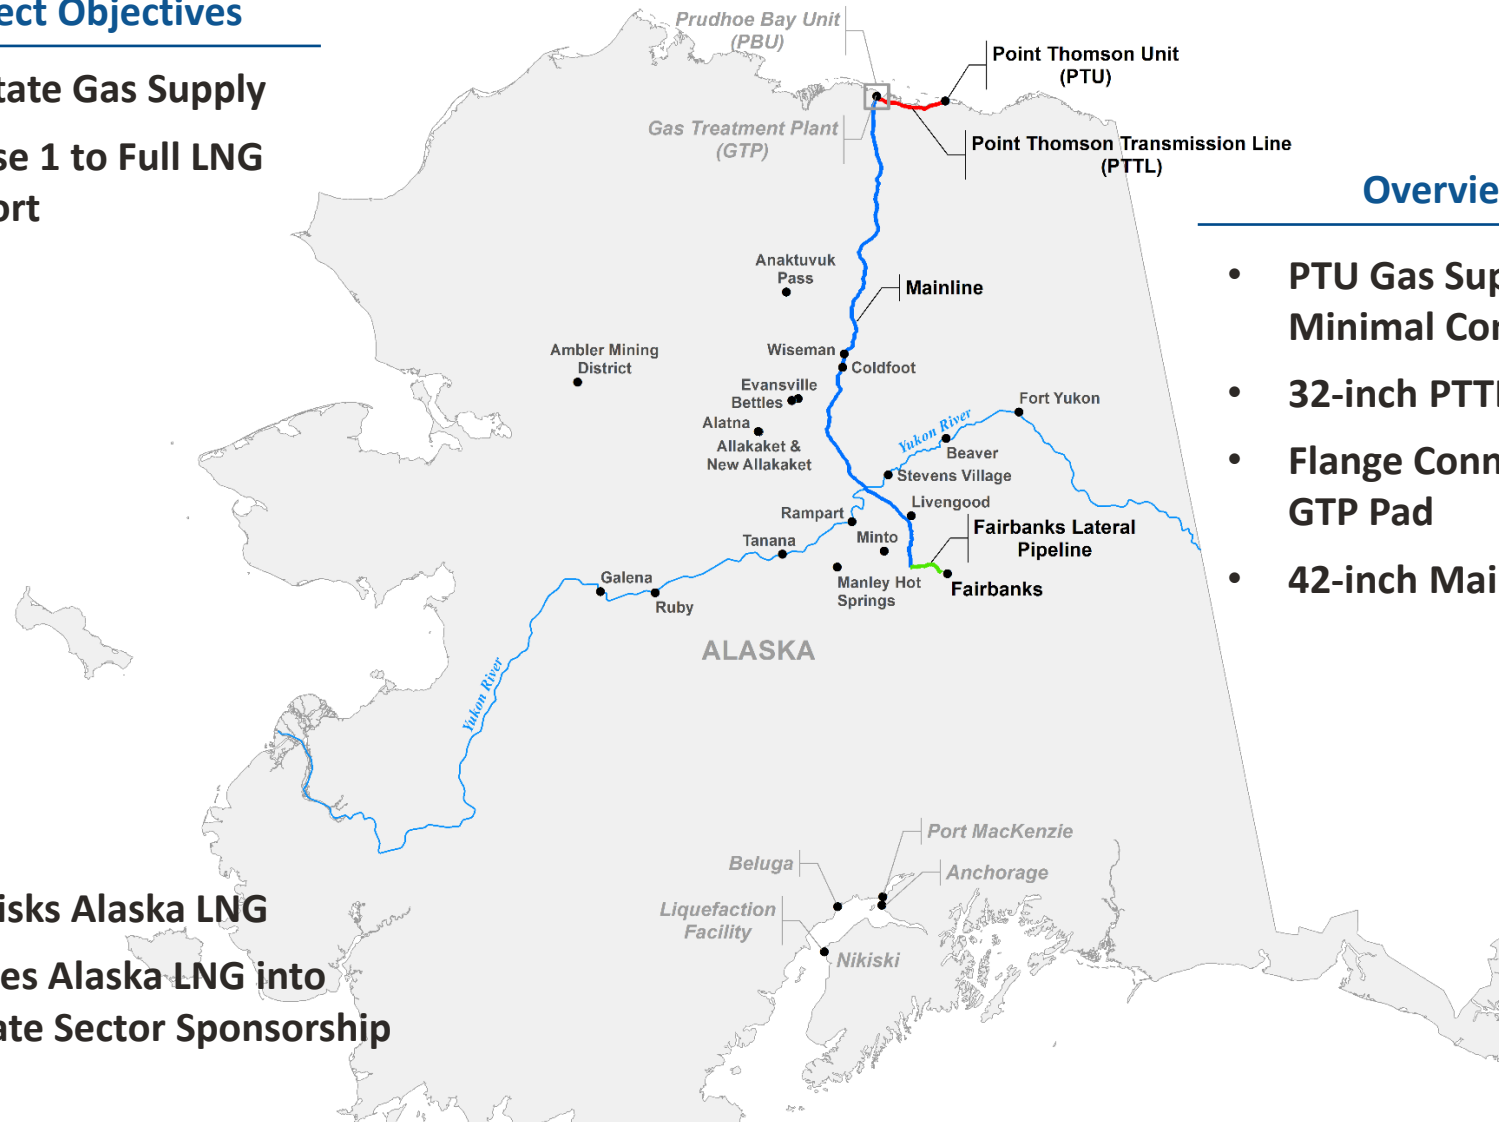 ect Objectives
tate Gas Supply
se 1 to Full LNG
ort
isks Alaska LNG
es Alaska LNG into
ate Sector Sponsorship
Prudhoe Bay Unit
(PBU)
Point Thomson Unit
(PTU)
Gas Treatment Plant
(GTP)
Point Thomson Transmission Line
(PTTL)
Anaktuvuk
Pass
Mainline
Ambler Mining
District
Wiseman
Coldfoot
Evansville
Bettles
Alatna
Allakaket &
New Allakaket
Fort Yukon
Yukon River
Beaver
Stevens Village
Livengood
Rampart
Minto
Tanana
Fairbanks Lateral
Pipeline
Galena
Ruby
Manley Hot
Springs
Fairbanks
ALASKA
Yukon River
Port MacKenzie
Beluga
Anchorage
Liquefaction
Facility
Nikiski
Overvie
• PTU Gas Sup
Minimal Con
• 32-inch PTTL
• Flange Conn
GTP Pad
• 42-inch Mai